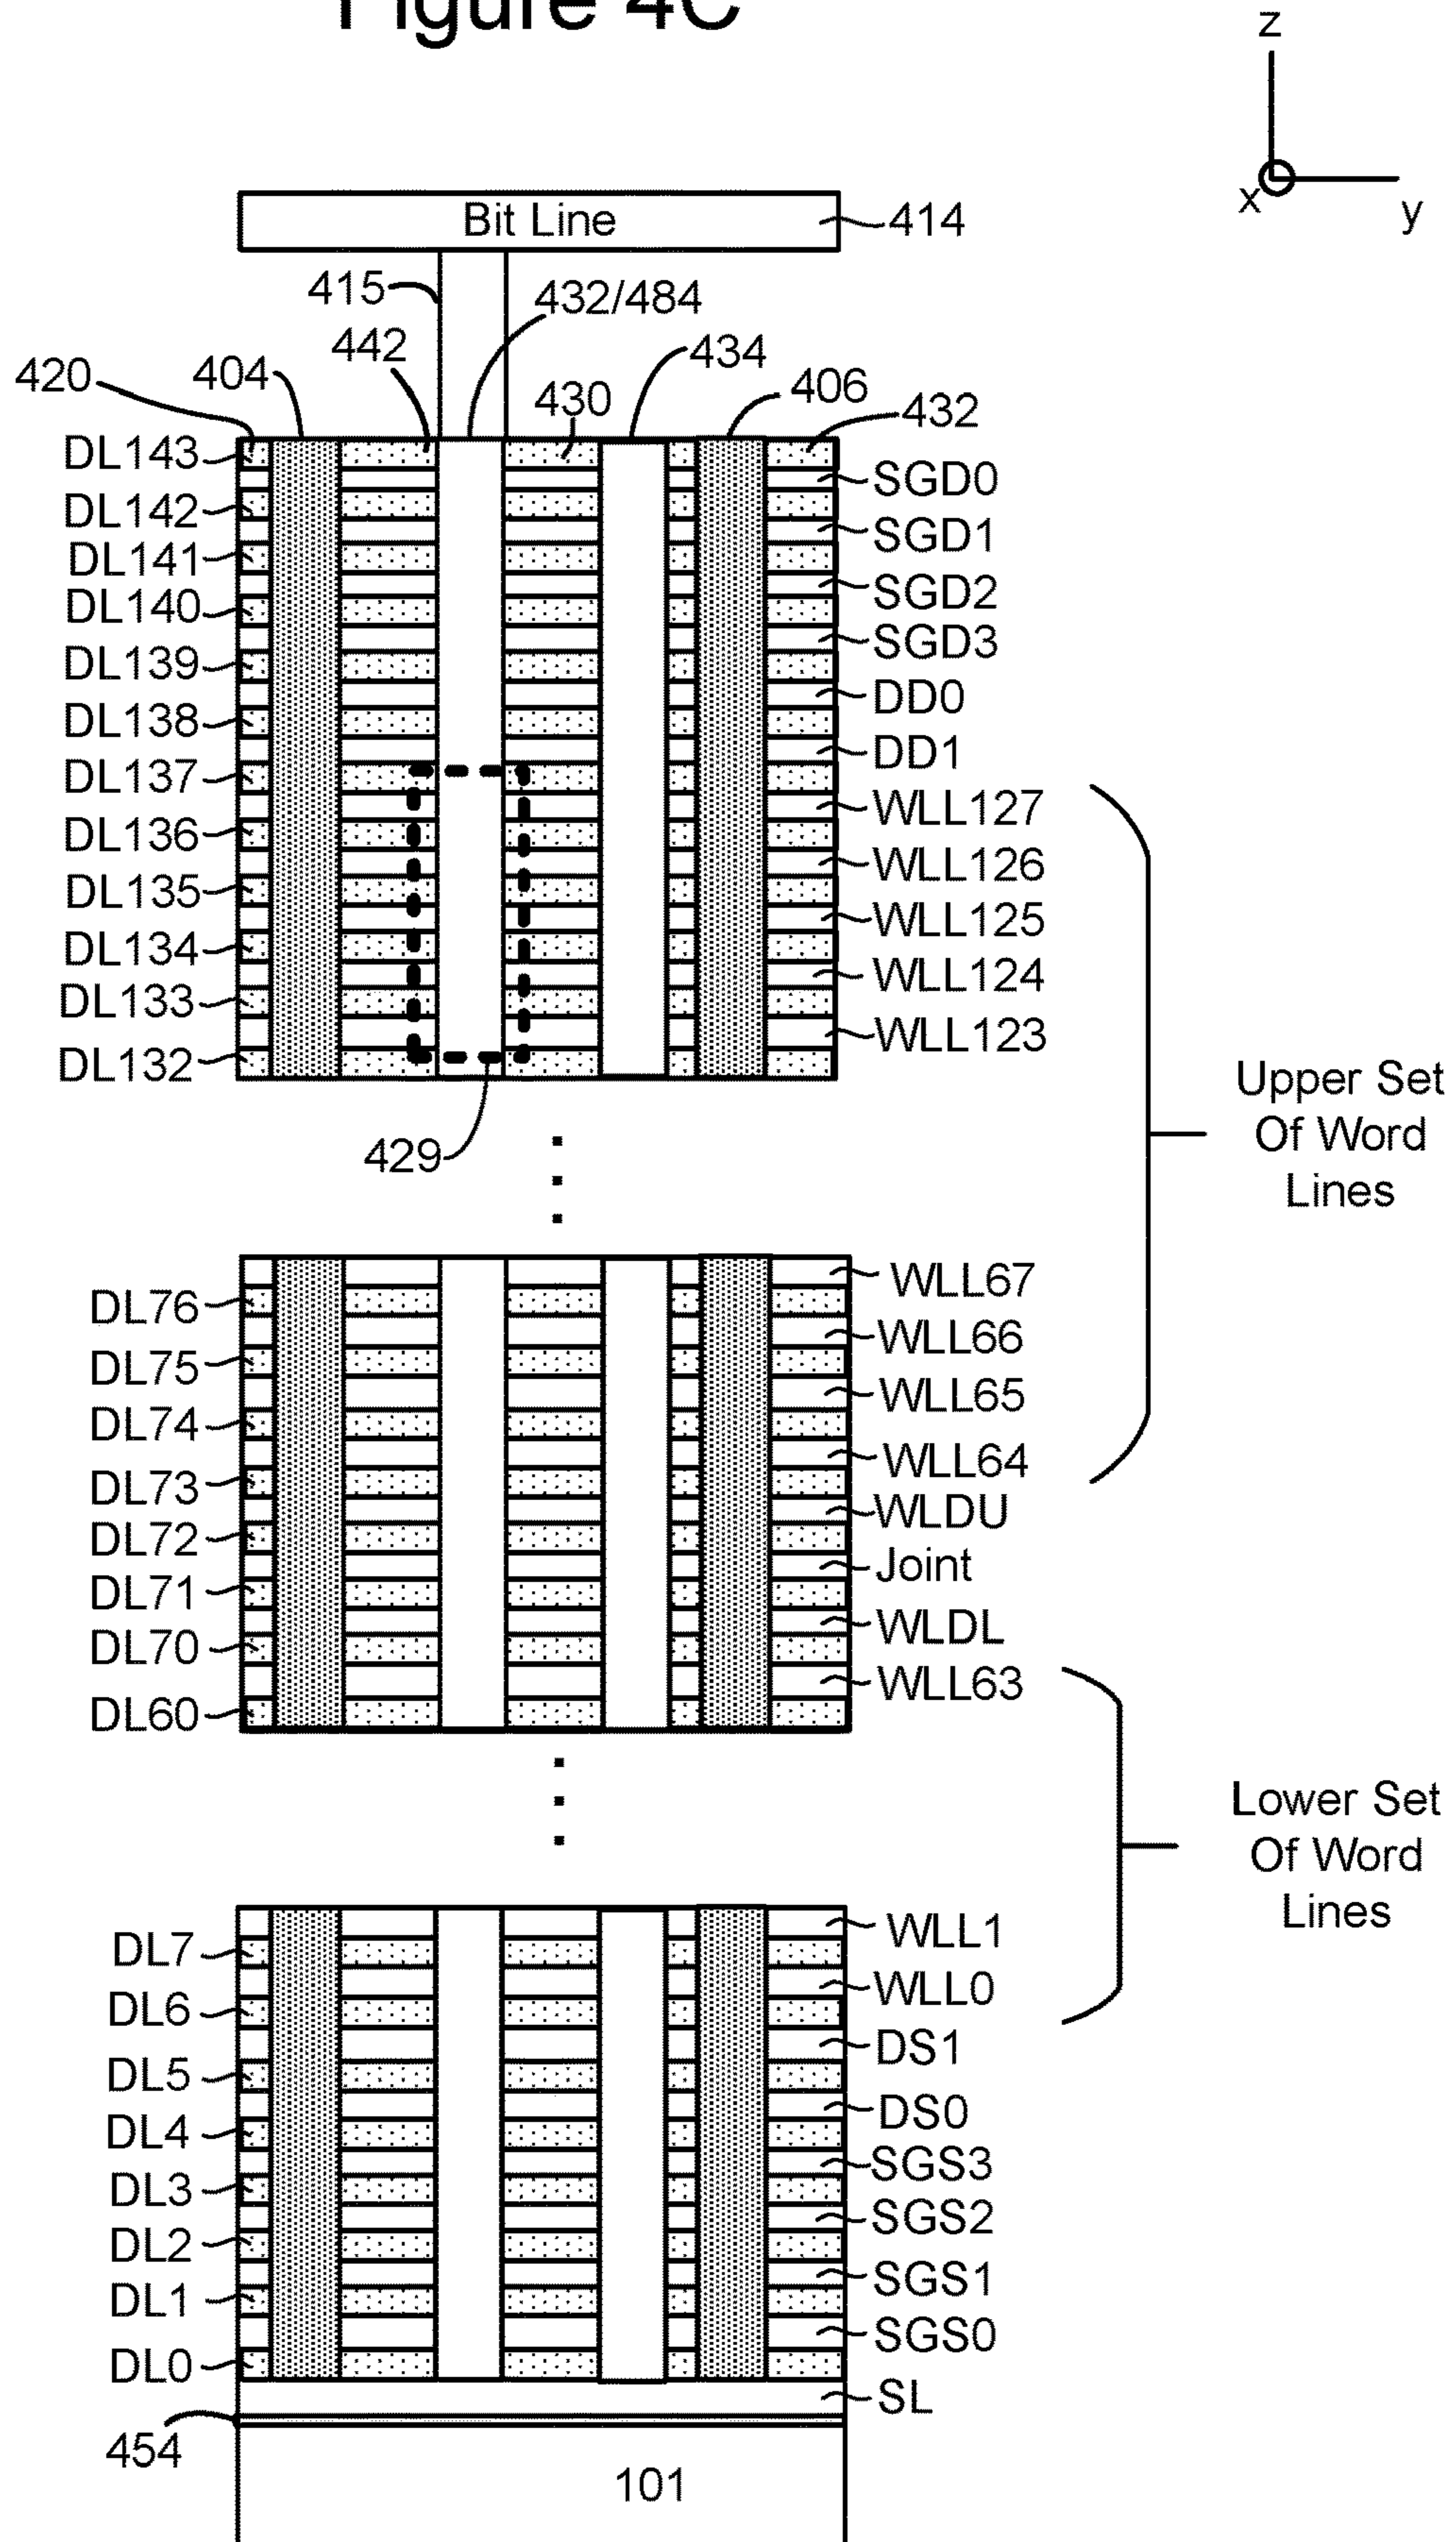 Figure 4C
z
x
y
Bit Line
414
415
432/484
442
434
420
404
430
406
432
DL143
SGD0
DL142
SGD1
DL141
SGD2
DL140
SGD3
DL139
DD0
DL138
DD1
DL137
WLL127
DL136
WLL126
DL135
WLL125
DL134
WLL124
DL133
WLL123
DL132
429
Upper Set
Of Word
Lines
WLL67
DL76
WLL66
DL75
WLL65
DL74
WLL64
DL73
WLDU
DL72
Joint
DL71
WLDL
DL70
WLL63
DL60
Lower Set
Of Word
Lines
WLL1
DL7
WLL0
DL6
DS1
DL5
DS0
DL4
SGS3
DL3
SGS2
DL2
SGS1
DL1
SGS0
DL0
SL
454
101